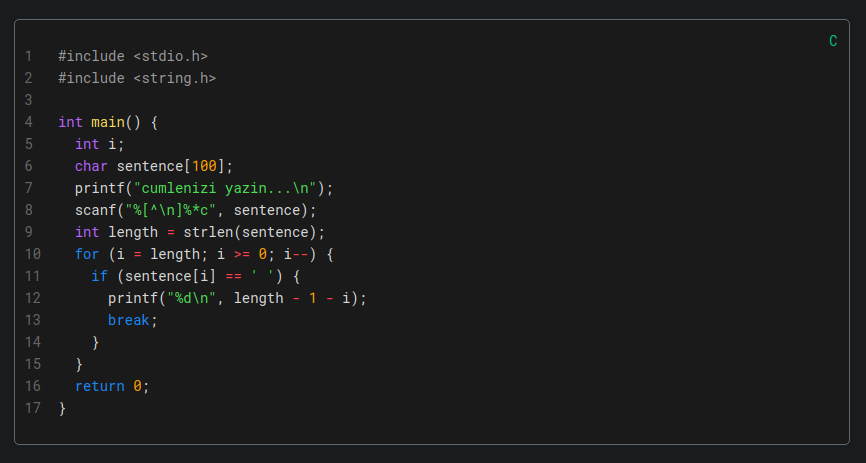 C
1 #include <stdio.h>
2 #include <string.h>
3
4 int main() {
5   int i;
6   char sentence[100];
7   printf("cumlenizi yazin...\n");
8   scanf("%[^\n]%*c", sentence);
9   int length = strlen(sentence);
10   for (i = length; i >= 0; i--) {
11     if (sentence[i] == ' ') {
12       printf("%d\n", length - 1 - i);
13       break;
14     }
15   }
16   return 0;
17 }